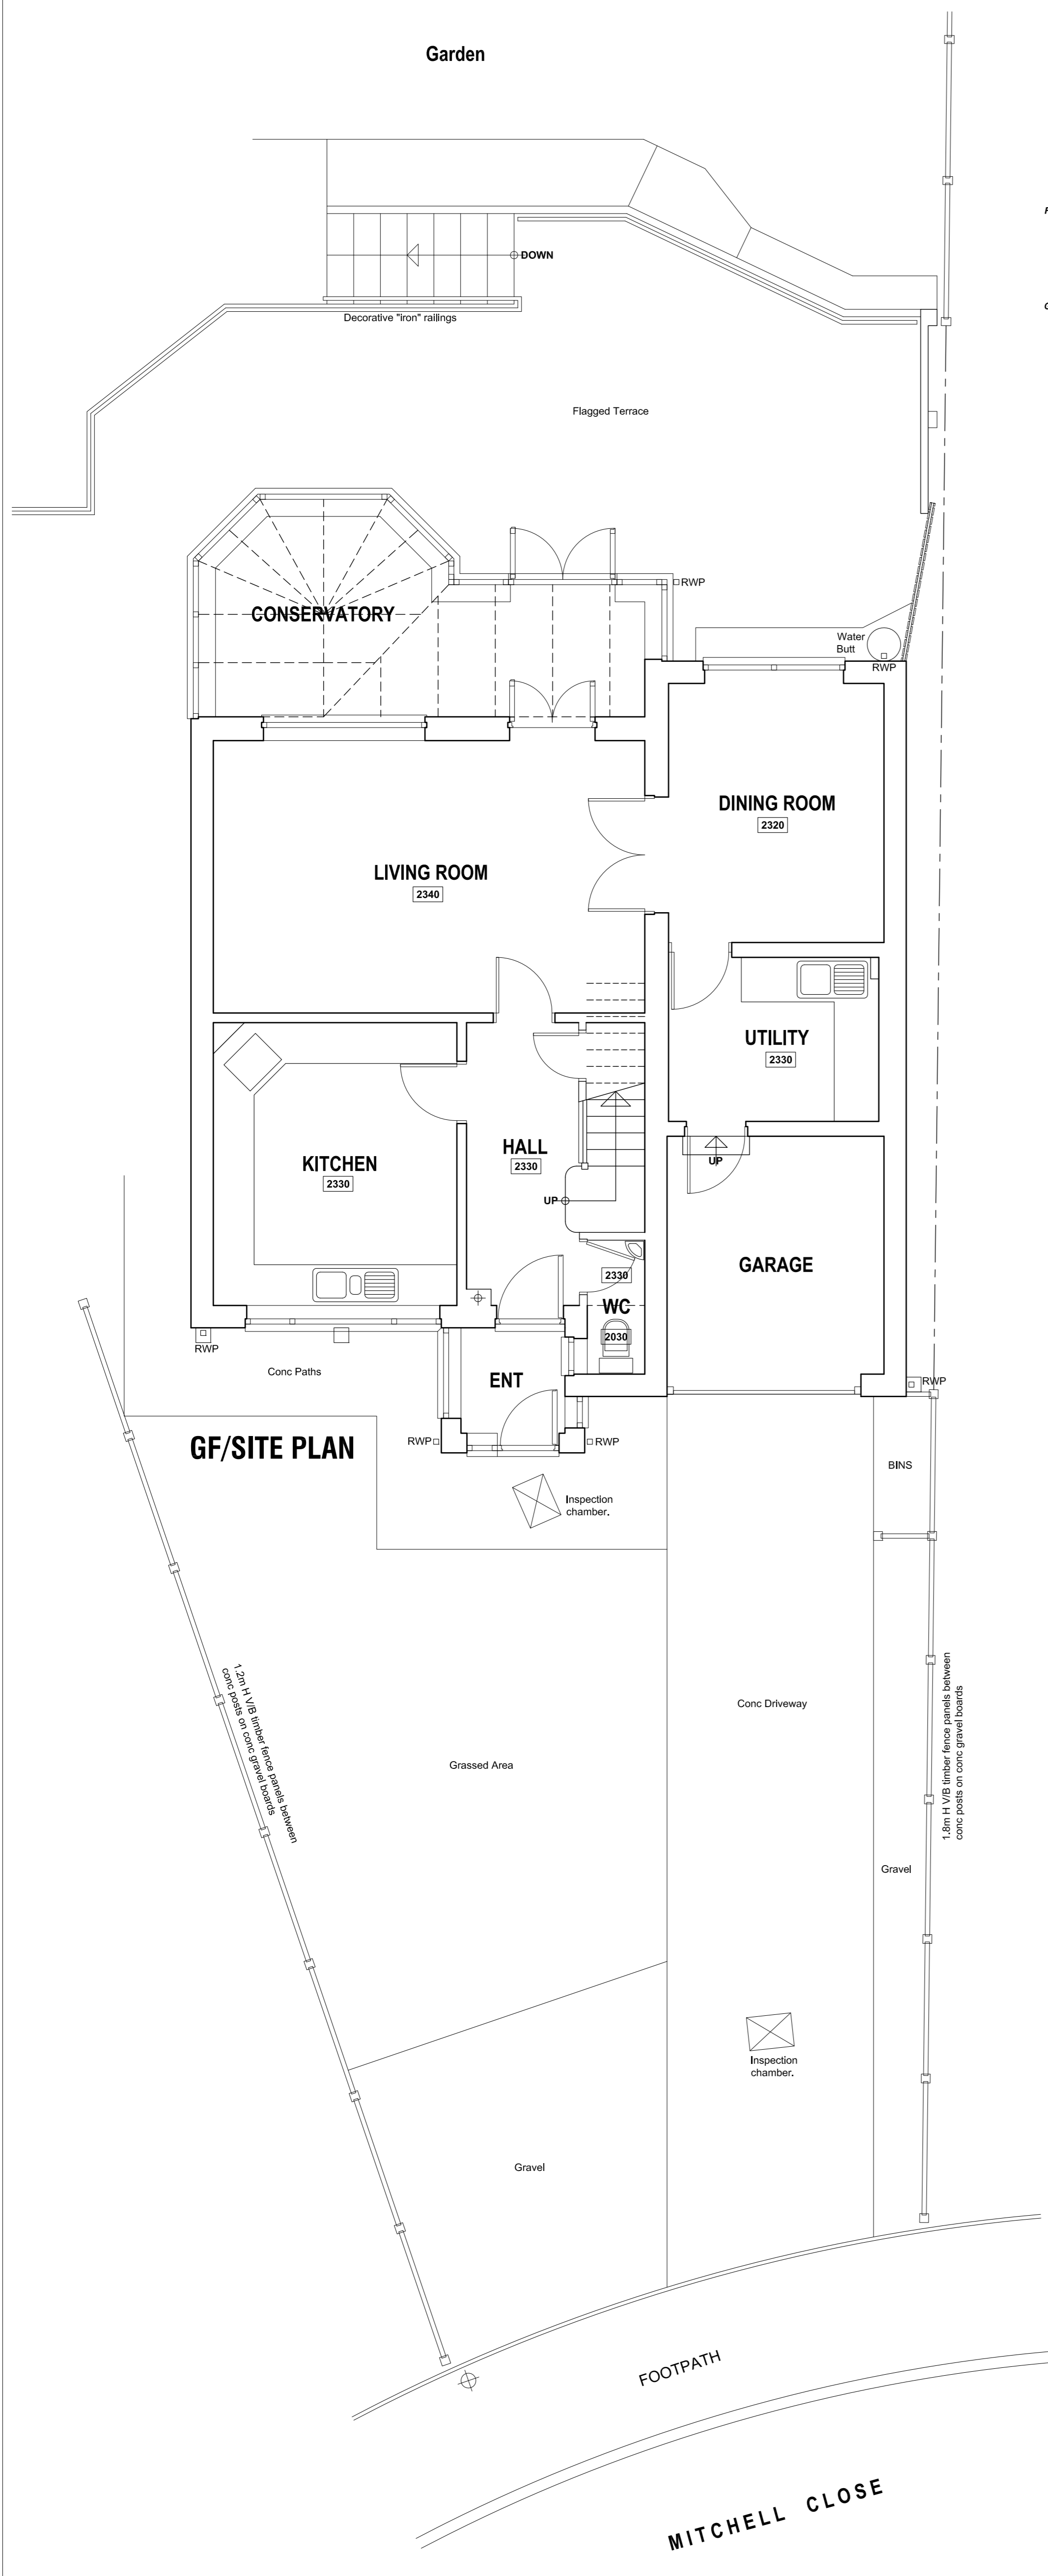 Garden
DOWN
Decorative "iron" railings
Flagged Terrace
RWP
CONSERVATORY
Water
Butt
RWP
DINING ROOM
2320
LIVING ROOM
2340
UTILITY
2330
HALL
2330
KITCHEN
2330
UP
UP
GARAGE
2330
WC
2030
RWP
Conc Paths
ENT
RWP
GF/SITE PLAN
RWP
RWP
BINS
Inspection
chamber.
1.2m H V/B timber fence panels between
conc posts on conc gravel boards
1.8m H V/B timber fence panels between
conc posts on conc gravel boards
Conc Driveway
Grassed Area
Gravel
Inspection
chamber.
Gravel
FOOTPATH
MITCHELL CLOSE